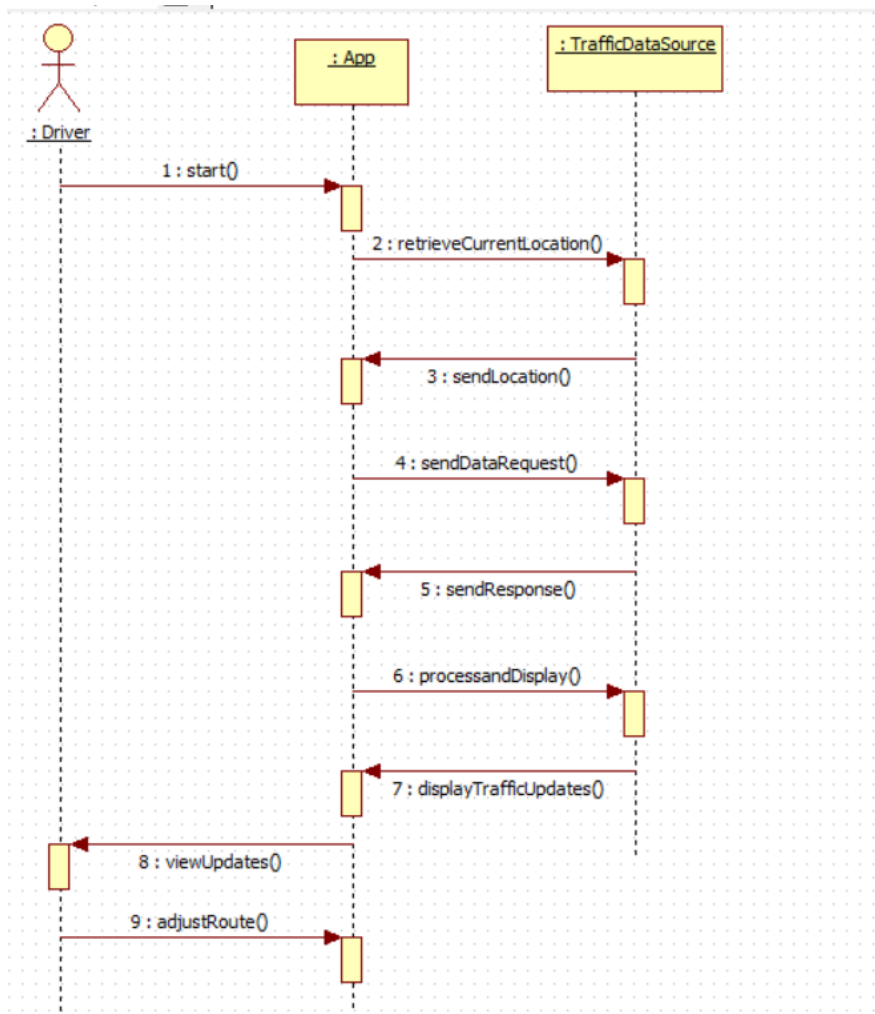 : Driver
: App
: TrafficDataSource
1 : start()
2 : retrieveCurrentLocation()
3 : sendLocation()
4 : sendDataRequest()
5 : sendResponse()
6 : processandDisplay()
7 : displayTrafficUpdates()
8 : viewUpdates()
9 : adjustRoute()